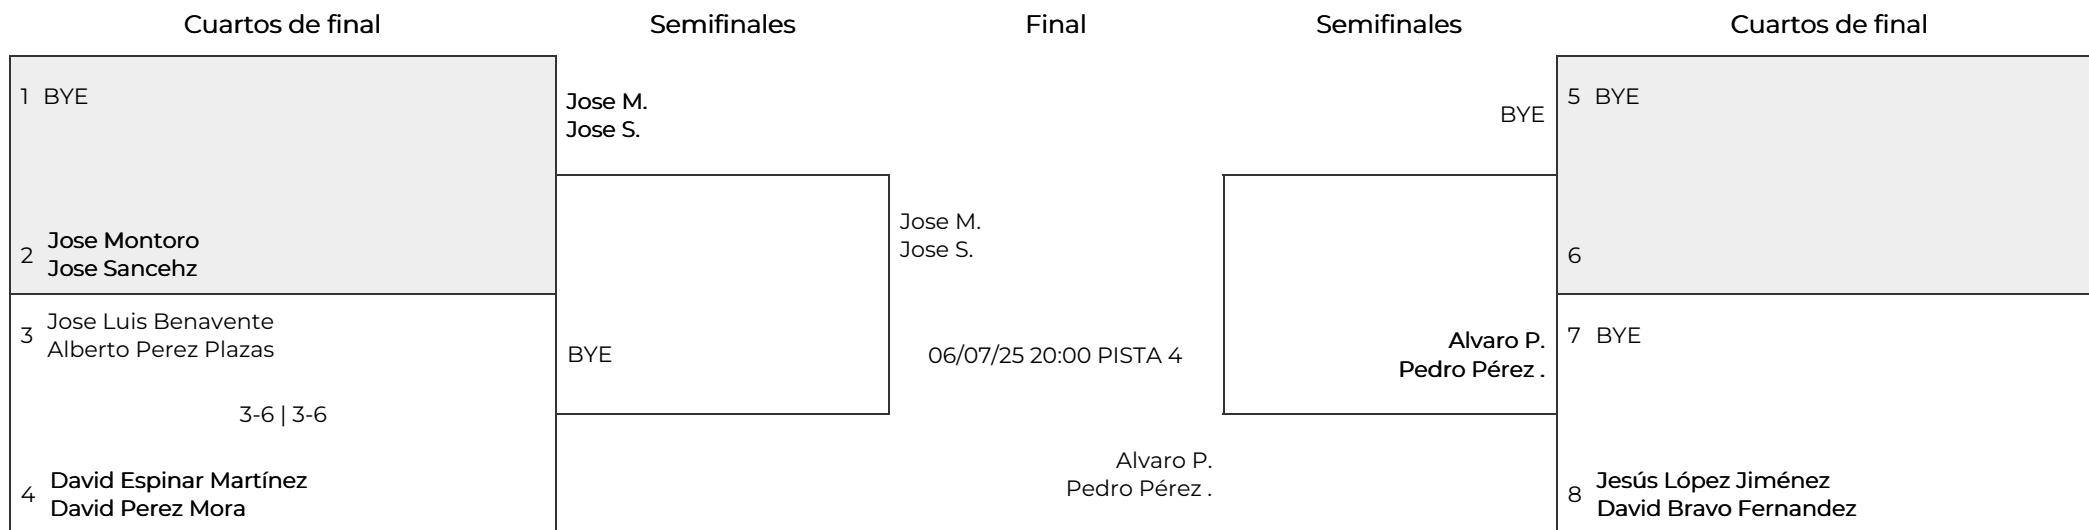 Cuartos de final
Semifinales
Final
Semifinales
Cuartos de final
1 BYE
2 Jose Montoro
Jose Sancehz
3 Jose Luis Benavente
Alberto Perez Plazas
3-6 | 3-6
4 David Espinar Martínez
David Perez Mora
Jose M.
Jose S.
BYE
Jose M.
Jose S.
06/07/25 20:00 PISTA 4
Alvaro P.
Pedro Pérez .
BYE
Alvaro P.
Pedro Pérez .
5 BYE
6
7 BYE
8 Jesús López Jiménez
David Bravo Fernandez